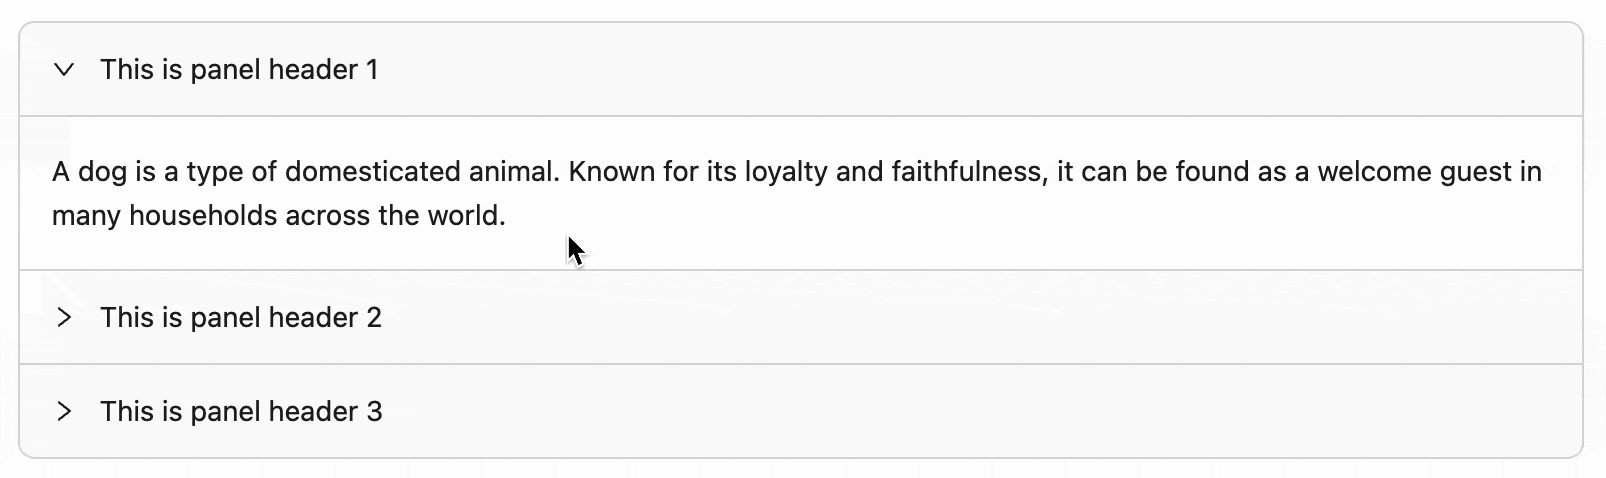 This is panel header 1
A dog is a type of domesticated animal. Known for its loyalty and faithfulness, it can be found as a welcome guest in
many households across the world.
This is panel header 2
This is panel header 3